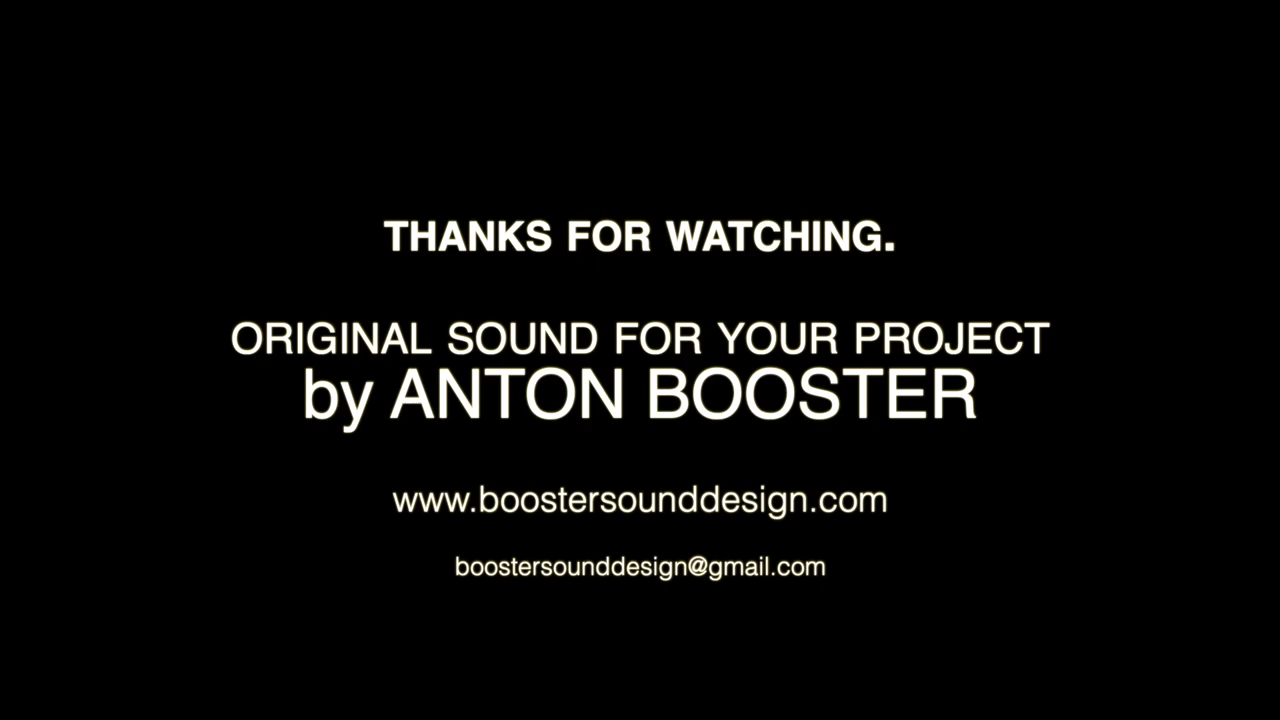 THANKS FOR WATCHING.
ORIGINAL SOUND FOR YOUR PROJECT
by ANTON BOOSTER
www.boostersounddesign.com
boostersounddesign@gmail.com